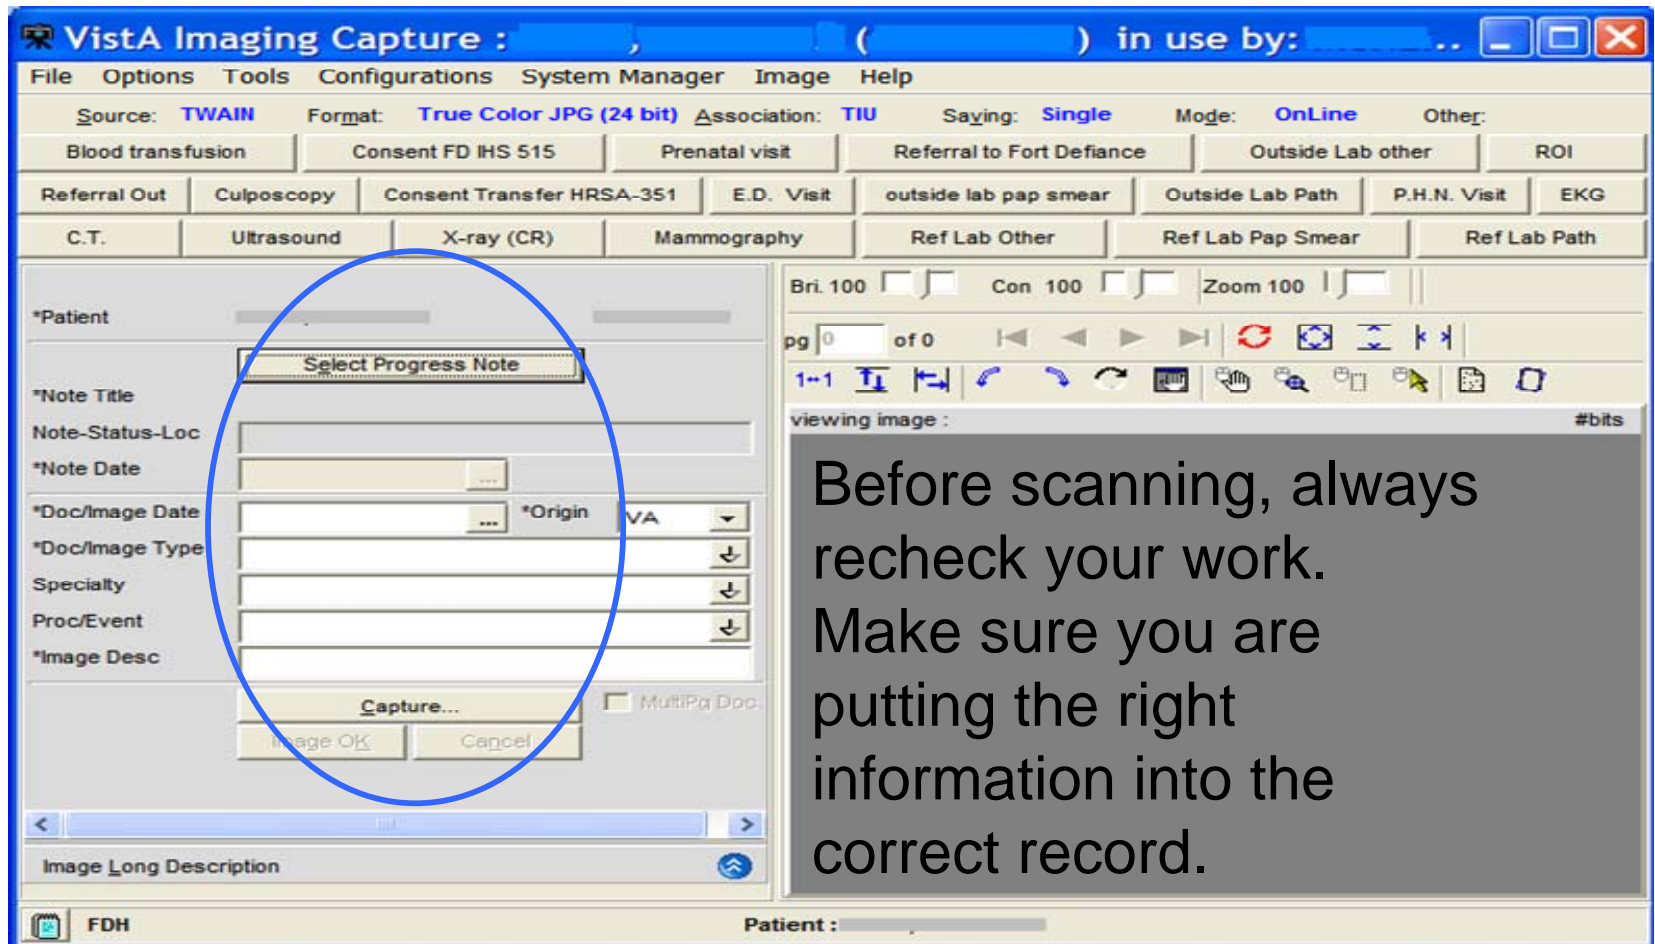 VistA Imaging Capture : , ( ) in use by: ..
File Options Tools Configurations System Manager Image Help
Source: TWAIN Format: True Color JPG (24 bit) Association: TIU Saving: Single Mode: OnLine Other:
Blood transfusion Consent FD IHS 515 Prenatal visit Referral to Fort Defiance Outside Lab other ROI
Referral Out Culposcopy Consent Transfer HRSA-351 E.D. Visit outside lab pap smear Outside Lab Path P.H.N. Visit EKG
C.T. Ultrasound X-ray (CR) Mammography Ref Lab Other Ref Lab Pap Smear Ref Lab Path
Bri. 100 Con 100 Zoom 100
*Patient
pg 0 of 0
Select Progress Note
1↔1
*Note Title
Note-Status-Loc
viewing image : #bits
*Note Date ...
*Doc/Image Date ... *Origin VA
*Doc/Image Type
Specialty
Proc/Event
*Image Desc
Capture... MultiPg Doc
Image OK Cancel
Before scanning, always
recheck your work.
Make sure you are
putting the right
information into the
correct record.
Image Long Description
FDH Patient :